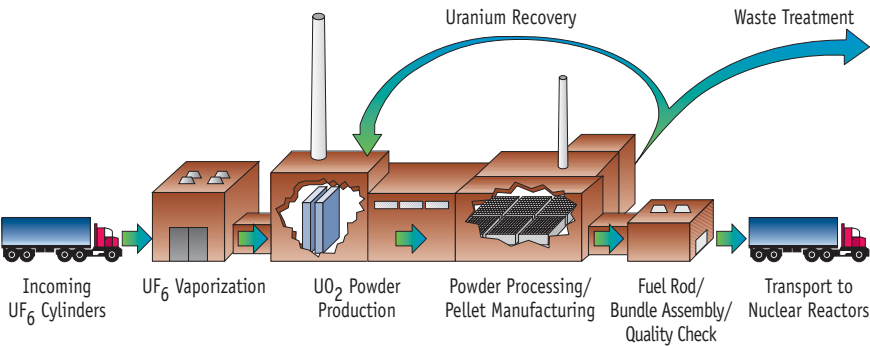 Uranium Recovery
Waste Treatment
Incoming
UF6 Cylinders
UF6 Vaporization
UO2 Powder
Production
Powder Processing/
Pellet Manufacturing
Fuel Rod/
Bundle Assembly/
Quality Check
Transport to
Nuclear Reactors